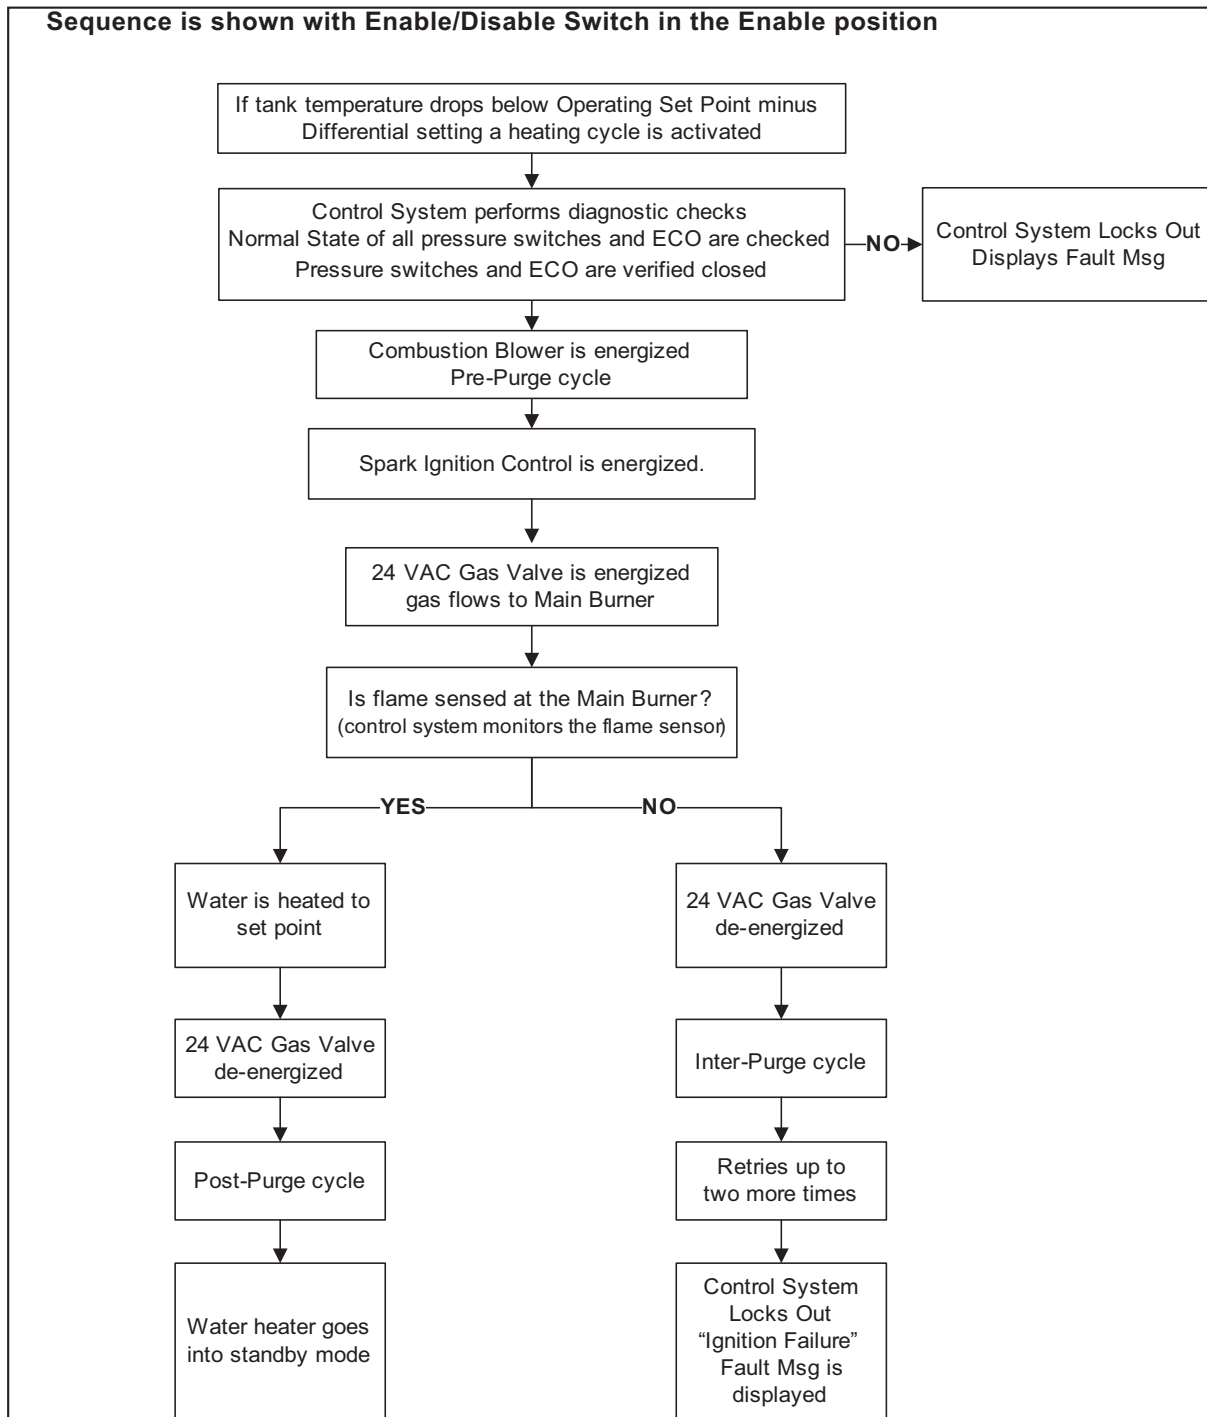 Sequence is shown with Enable/Disable Switch in the Enable position
If tank temperature drops below Operating Set Point minus
Differential setting a heating cycle is activated
Control System performs diagnostic checks
Normal State of all pressure switches and ECO are checked
Pressure switches and ECO are verified closed
NO
Control System Locks Out
Displays Fault Msg
Combustion Blower is energized
Pre-Purge cycle
Spark Ignition Control is energized.
24 VAC Gas Valve is energized
gas flows to Main Burner
Is flame sensed at the Main Burner?
(control system monitors the flame sensor)
YES
NO
Water is heated to
set point
24 VAC Gas Valve
de-energized
24 VAC Gas Valve
de-energized
Inter-Purge cycle
Post-Purge cycle
Retries up to
two more times
Water heater goes
into standby mode
Control System
Locks Out
“Ignition Failure”
Fault Msg is
displayed